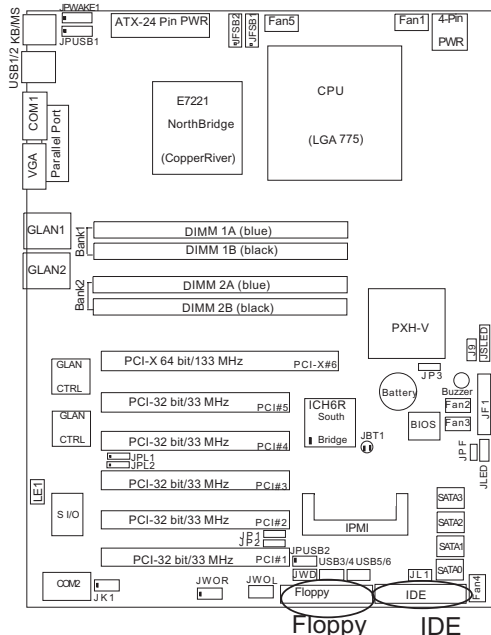 JPWAKE1
JPUSB1
KB/MS
USB1/2
ATX-24 Pin PWR
JFSB2
JFSB1
Fan5
Fan1
4-Pin
PWR
COM1
VGA
Parallel Port
E7221
NorthBridge
(CopperRiver)
CPU
(LGA 775)
GLAN1
GLAN2
Bank1
DIMM 1A (blue)
DIMM 1B (black)
Bank2
DIMM 2A (blue)
DIMM 2B (black)
PXH-V
J9
JSLED
JP3
GLAN
CTRL
GLAN
CTRL
PCI-X 64 bit/133 MHz
PCI-X#6
PCI-32 bit/33 MHz
PCI#5
PCI-32 bit/33 MHz
PCI#4
JPL1
JPL2
PCI-32 bit/33 MHz
PCI#3
PCI-32 bit/33 MHz
PCI#2
JP1
JP2
PCI-32 bit/33 MHz
PCI#1
ICH6R
South
Bridge
JBT1
Battery
Buzzer
Fan2
Fan3
BIOS
JF1
JPF
JLED
LE1
S I/O
IPMI
SATA3
SATA2
SATA1
SATA0
JPUSB2
USB3/4
USB5/6
JWD
JL1
COM2
JK1
JWOR
JWOL
Floppy
IDE
Fan4
Floppy
IDE